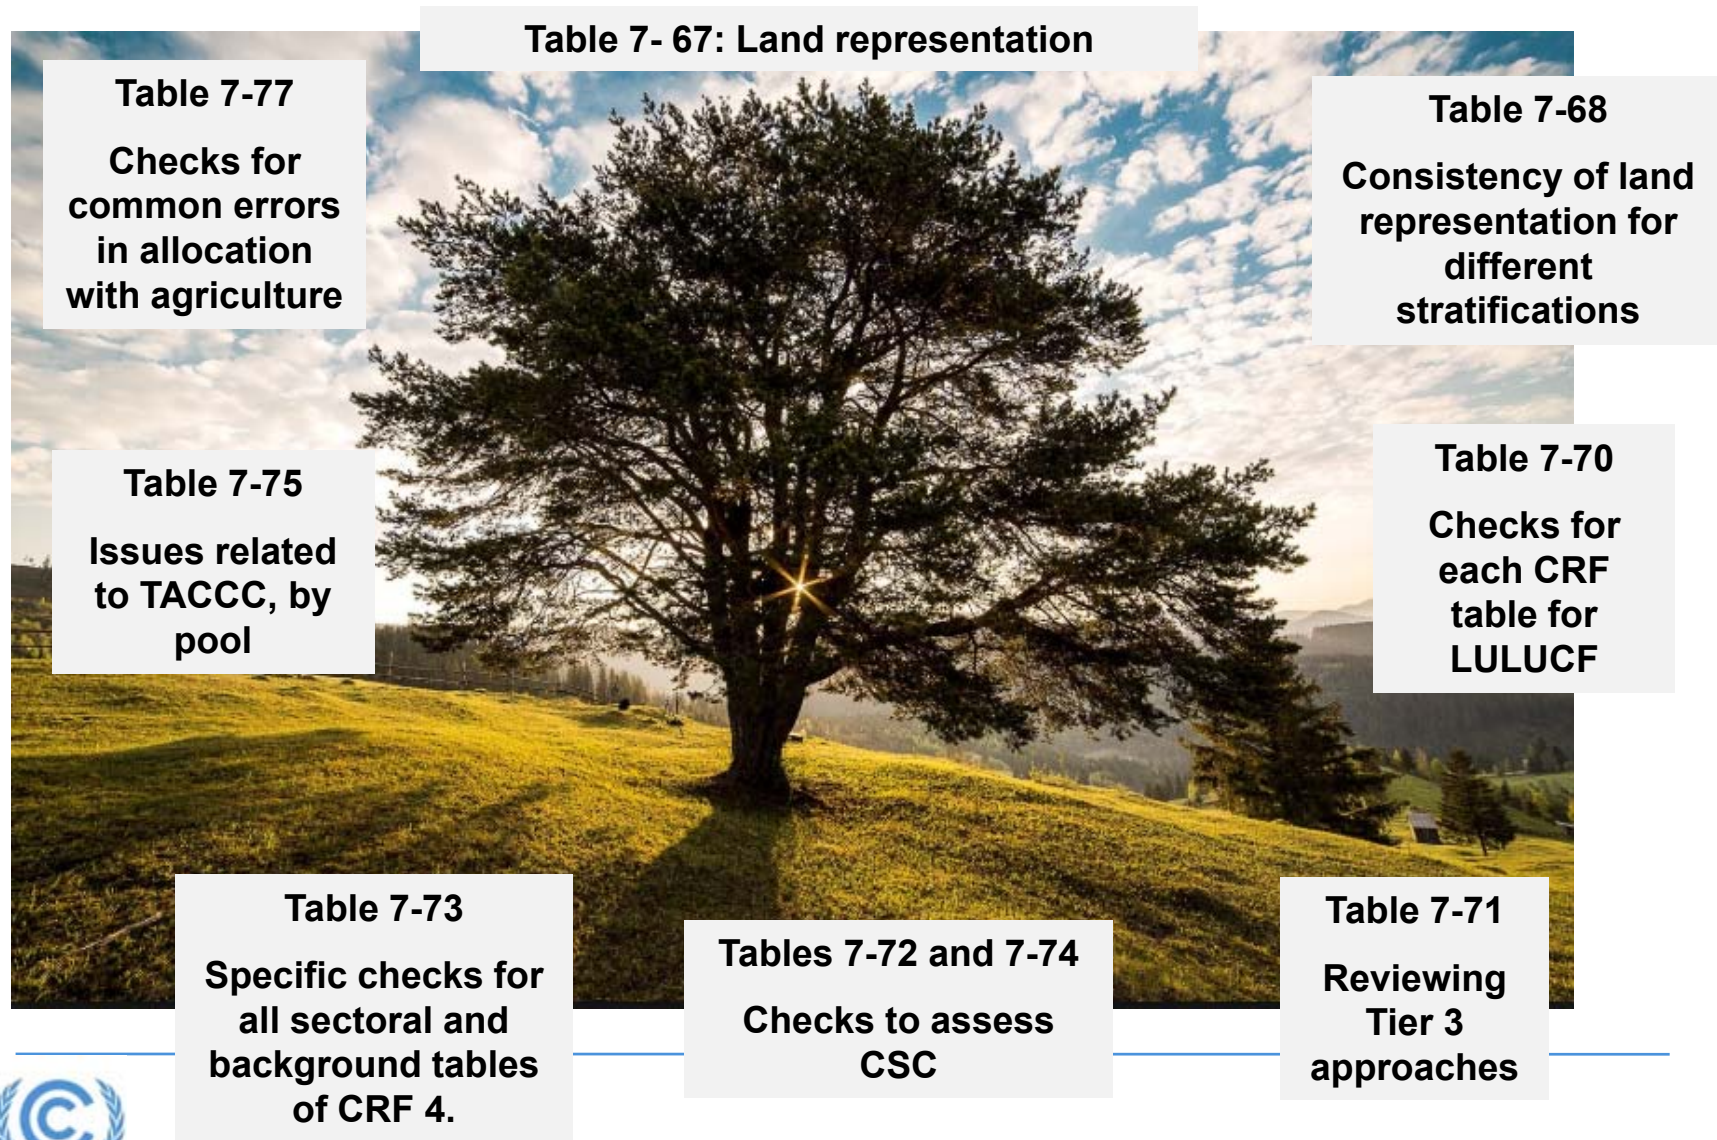 Table 7- 67: Land representation
Table 7-77
Checks for
common errors
in allocation
with agriculture
Table 7-68
Consistency of land
representation for
different
stratifications
Table 7-75
Issues related
to TACCC, by
pool
Table 7-70
Checks for
each CRF
table for
LULUCF
Table 7-73
Specific checks for
all sectoral and
background tables
of CRF 4.
Tables 7-72 and 7-74
Checks to assess
CSC
Table 7-71
Reviewing
Tier 3
approaches